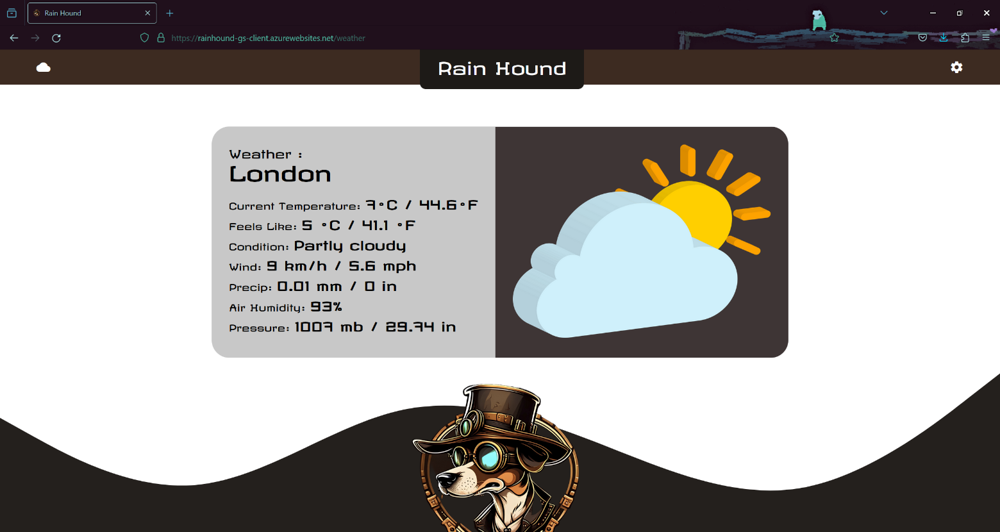 Rain Hound
https://rainhound-gs-client.azurewebsites.net/weather
Rain Hound
Weather :
London
Current Temperature: 7°C / 44.6°F
Feels Like: 5 °C / 41.1 °F
Condition: Partly cloudy
Wind: 9 km/h / 5.6 mph
Precip: 0.01 mm / 0 in
Air Humidity: 93%
Pressure: 1007 mb / 29.74 in